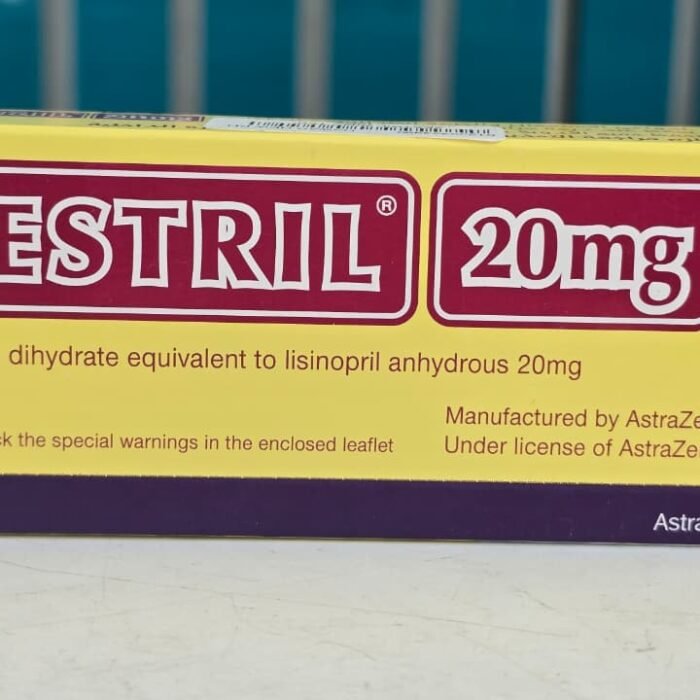 ESTRIL®
20mg
dihydrate equivalent to lisinopril anhydrous 20mg
Manufactured by AstraZe
ck the special warnings in the enclosed leaflet
Under license of AstraZe
Astra